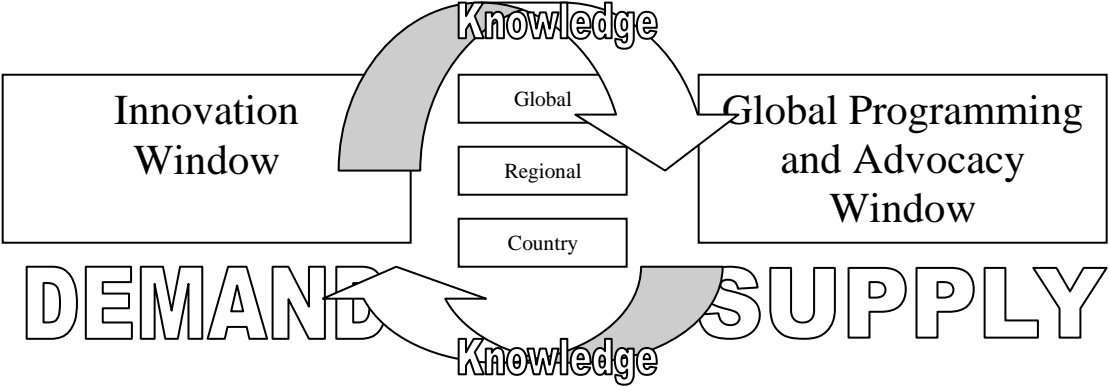 Knowledge
Innovation
Window
Global
Regional
Country
Global Programming
and Advocacy
Window
DEMAND
SUPPLY
Knowledge